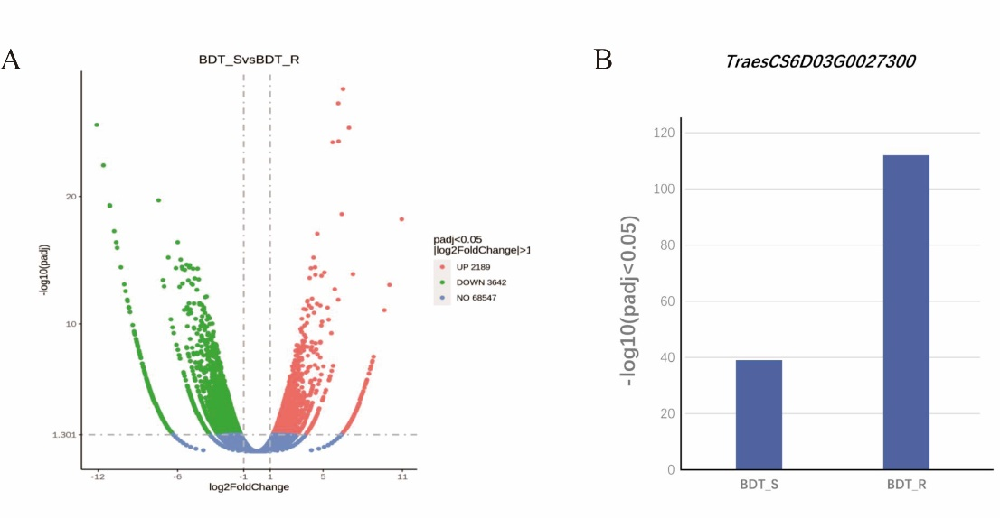 A
BDT_SvsBDT_R
-log10(padj)
20
10
1.301
-12
-6
-1
1
5
11
log2FoldChange
padj<0.05
|log2FoldChange|>1
UP 2189
DOWN 3642
NO 68547
B
TraesCS6D03G0027300
-log10(padj<0.05)
120
100
80
60
40
20
0
BDT_S
BDT_R